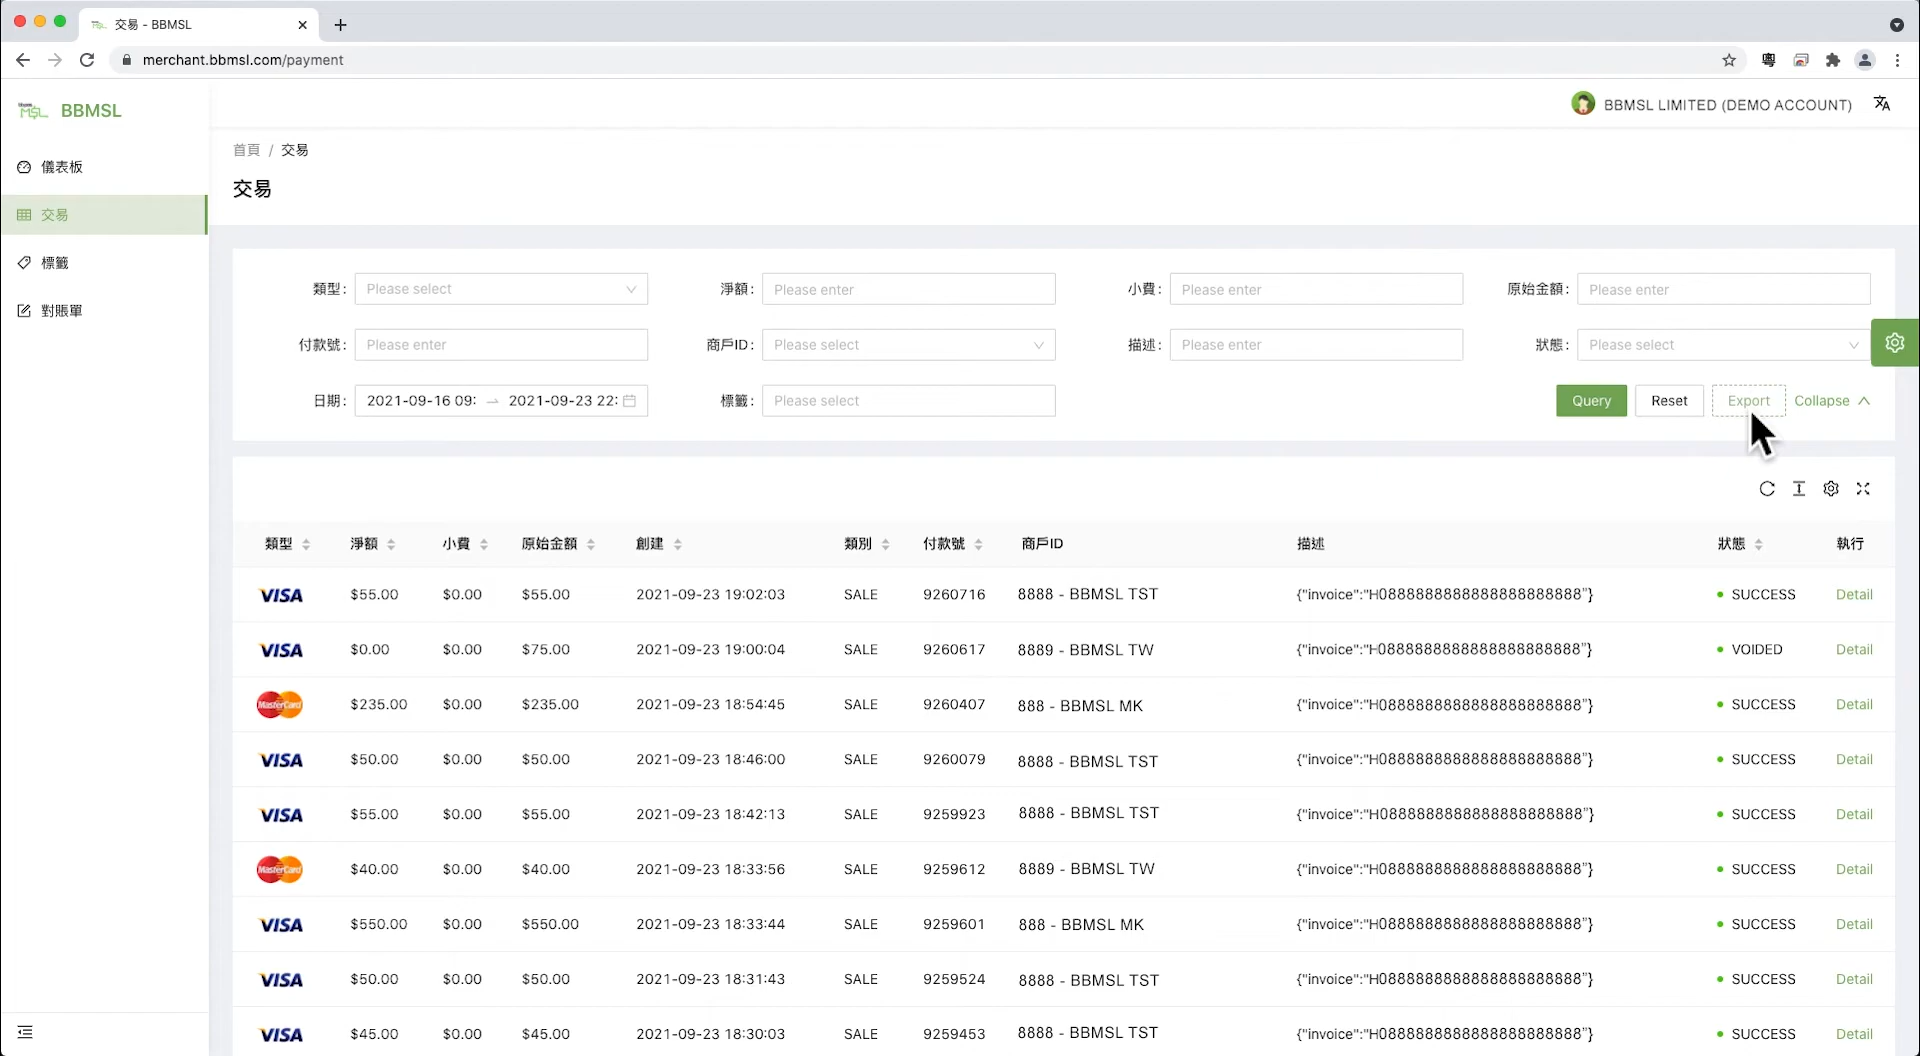 交易 - BBMSL
merchant.bbmsl.com/payment
粵
BBMSL
BBMSL LIMITED (DEMO ACCOUNT)
儀表板
交易
標籤
對賬單
首頁 / 交易
交易
類型: Please select 淨額: Please enter 小費: Please enter 原始金額: Please enter
付款號: Please enter 商戶ID: Please select 描述: Please enter 狀態: Please select
日期: 2021-09-16 09: → 2021-09-23 22: 標籤: Please select Query Reset Export Collapse
類型 淨額 小費 原始金額 創建 類別 付款號 商戶ID 描述 狀態 執行
VISA $55.00 $0.00 $55.00 2021-09-23 19:02:03 SALE 9260716 8888 - BBMSL TST {"invoice":"H0888888888888888888888"} SUCCESS Detail
VISA $0.00 $0.00 $75.00 2021-09-23 19:00:04 SALE 9260617 8889 - BBMSL TW {"invoice":"H0888888888888888888888"} VOIDED Detail
MasterCard $235.00 $0.00 $235.00 2021-09-23 18:54:45 SALE 9260407 888 - BBMSL MK {"invoice":"H0888888888888888888888"} SUCCESS Detail
VISA $50.00 $0.00 $50.00 2021-09-23 18:46:00 SALE 9260079 8888 - BBMSL TST {"invoice":"H0888888888888888888888"} SUCCESS Detail
VISA $55.00 $0.00 $55.00 2021-09-23 18:42:13 SALE 9259923 8888 - BBMSL TST {"invoice":"H0888888888888888888888"} SUCCESS Detail
MasterCard $40.00 $0.00 $40.00 2021-09-23 18:33:56 SALE 9259612 8889 - BBMSL TW {"invoice":"H0888888888888888888888"} SUCCESS Detail
VISA $550.00 $0.00 $550.00 2021-09-23 18:33:44 SALE 9259601 888 - BBMSL MK {"invoice":"H0888888888888888888888"} SUCCESS Detail
VISA $50.00 $0.00 $50.00 2021-09-23 18:31:43 SALE 9259524 8888 - BBMSL TST {"invoice":"H0888888888888888888888"} SUCCESS Detail
VISA $45.00 $0.00 $45.00 2021-09-23 18:30:03 SALE 9259453 8888 - BBMSL TST {"invoice":"H0888888888888888888888"} SUCCESS Detail